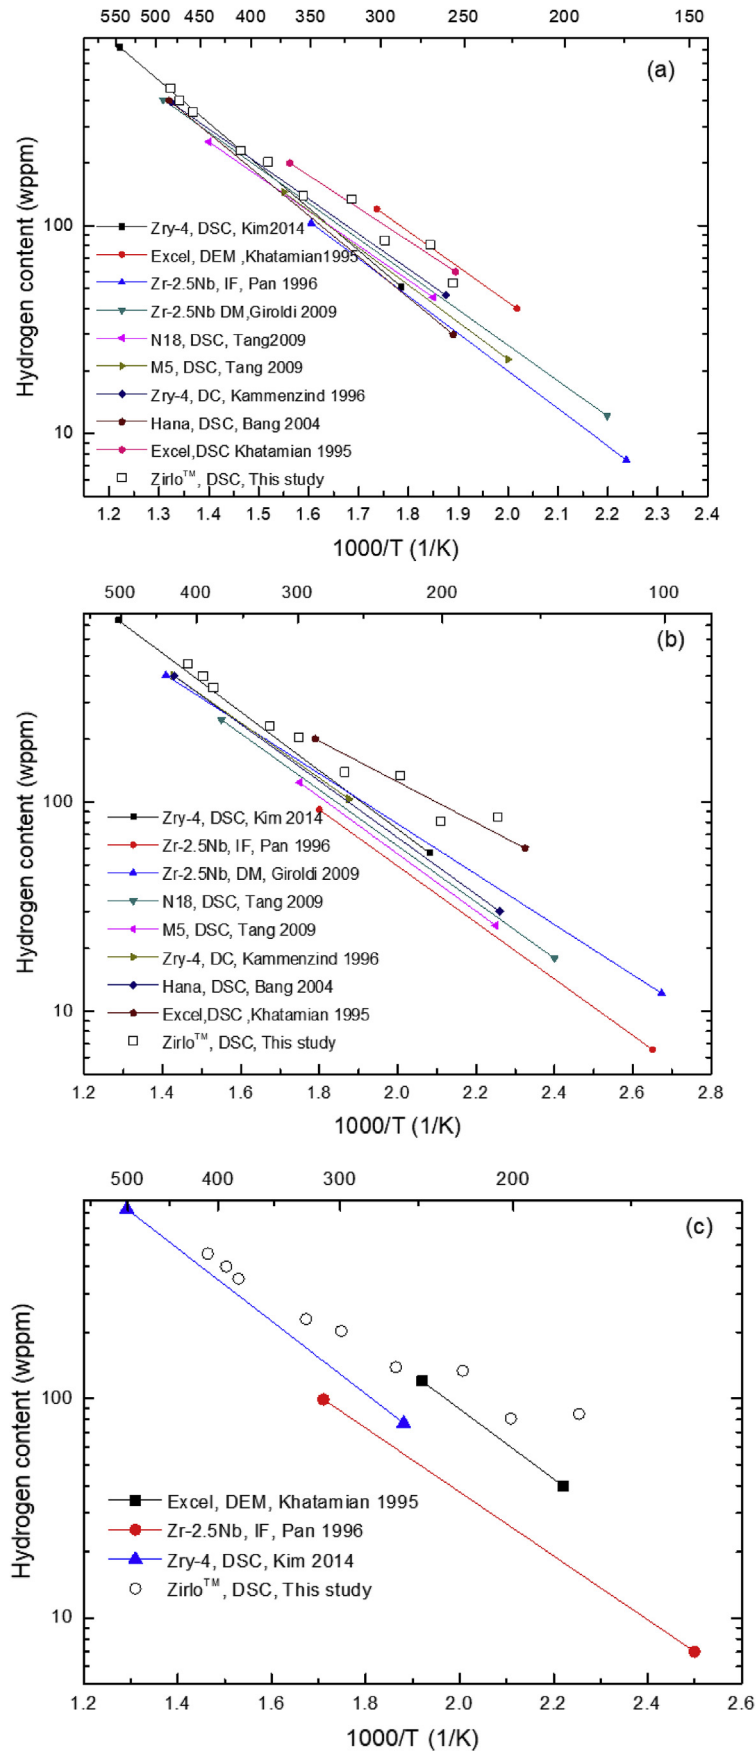 550 500 450 400 350 300 250 200 150
(a)
Hydrogen content (wppm)
100
10
Zry-4, DSC, Kim2014
Excel, DEM ,Khatamian1995
Zr-2.5Nb, IF, Pan 1996
Zr-2.5Nb DM,Giroldi 2009
N18, DSC, Tang2009
M5, DSC, Tang 2009
Zry-4, DC, Kammenzind 1996
Hana, DSC, Bang 2004
Excel,DSC Khatamian 1995
Zirlo™, DSC, This study
1.2 1.3 1.4 1.5 1.6 1.7 1.8 1.9 2.0 2.1 2.2 2.3 2.4
1000/T (1/K)
500 400 300 200 100
(b)
Hydrogen content (wppm)
100
10
Zry-4, DSC, Kim 2014
Zr-2.5Nb, IF, Pan 1996
Zr-2.5Nb, DM, Giroldi 2009
N18, DSC, Tang 2009
M5, DSC, Tang 2009
Zry-4, DC, Kammenzind 1996
Hana, DSC, Bang 2004
Excel,DSC ,Khatamian 1995
Zirlo™, DSC, This study
1.2 1.4 1.6 1.8 2.0 2.2 2.4 2.6 2.8
1000/T (1/K)
500 400 300 200
(c)
Hydrogen content (wppm)
100
10
Excel, DEM, Khatamian 1995
Zr-2.5Nb, IF, Pan 1996
Zry-4, DSC, Kim 2014
Zirlo™, DSC, This study
1.2 1.4 1.6 1.8 2.0 2.2 2.4 2.6
1000/T (1/K)